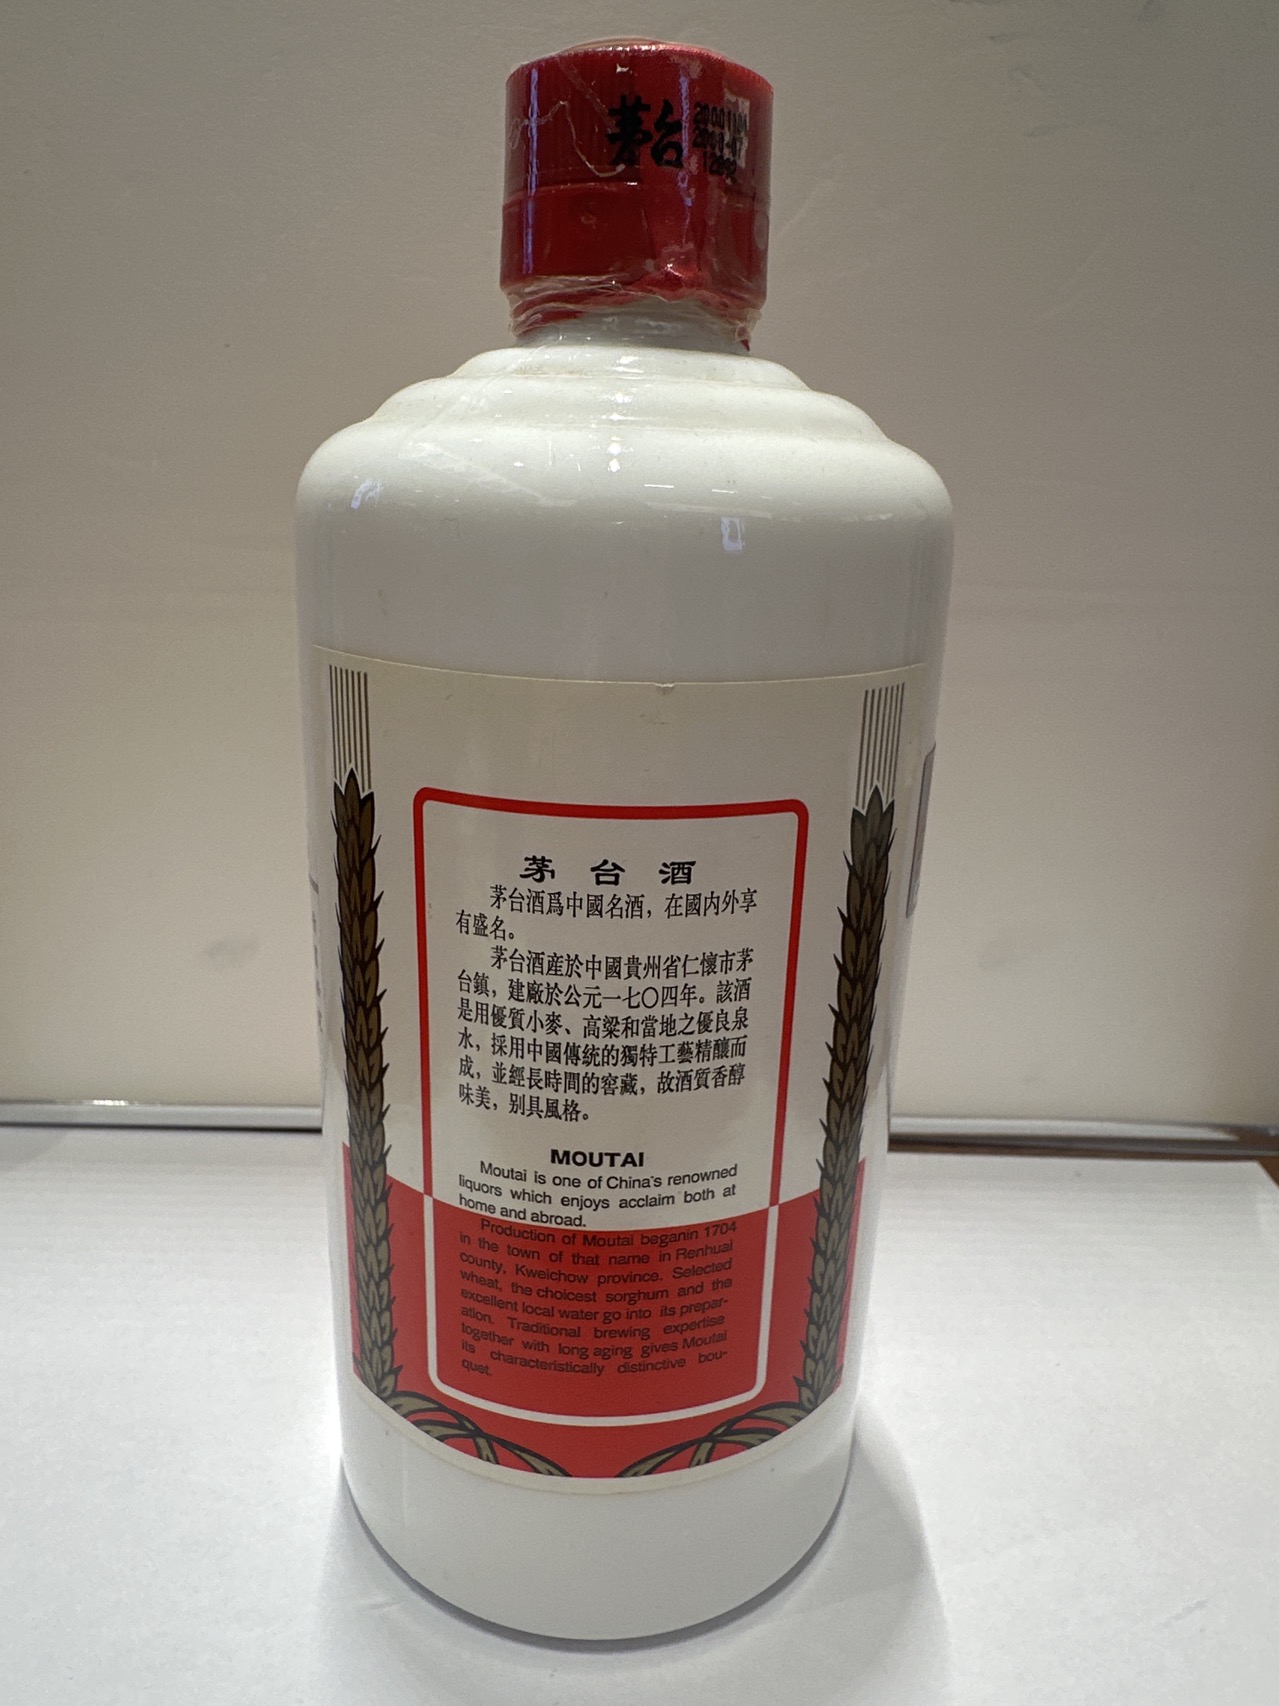 茅台
茅台酒
茅台酒爲中國名酒，在國内外享
有盛名。
茅台酒産於中國貴州省仁懷市茅
台鎮，建廠於公元一七〇四年。該酒
是用優質小麥、高粱和當地之優良泉
水，採用中國傳統的獨特工藝精釀而
成，並經長時間的窖藏，故酒質香醇
味美，别具風格。
MOUTAI
Moutai is one of China's renowned
liquors which enjoys acclaim both at
home and abroad.
Production of Moutai beganin 1704
in the town of that name in Renhuai
county, Kweichow province. Selected
wheat, the choicest sorghum and the
excellent local water go into its prepar-
ation. Traditional brewing expertise
together with long aging gives Moutai
its characteristically distinctive bou-
quet.